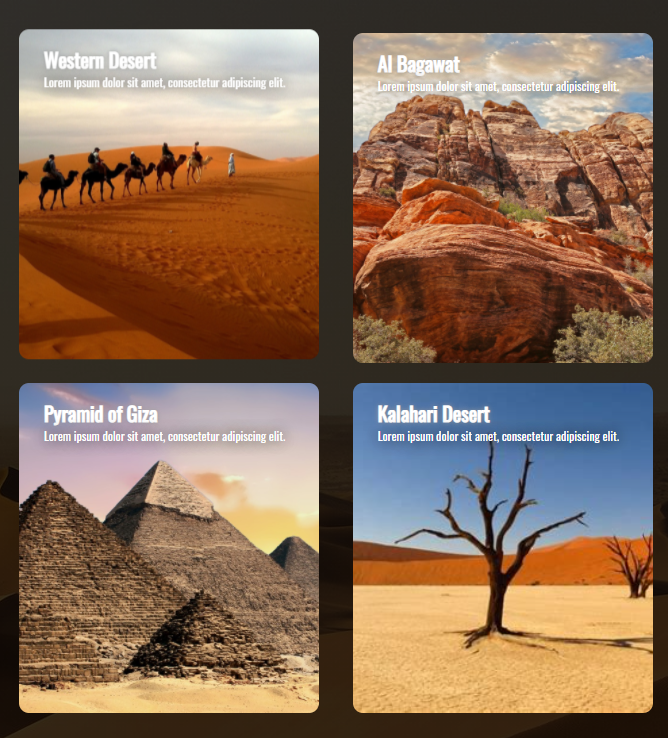 Western Desert
Lorem ipsum dolor sit amet, consectetur adipiscing elit.
Al Bagawat
Lorem ipsum dolor sit amet, consectetur adipiscing elit.
Pyramid of Giza
Lorem ipsum dolor sit amet, consectetur adipiscing elit.
Kalahari Desert
Lorem ipsum dolor sit amet, consectetur adipiscing elit.